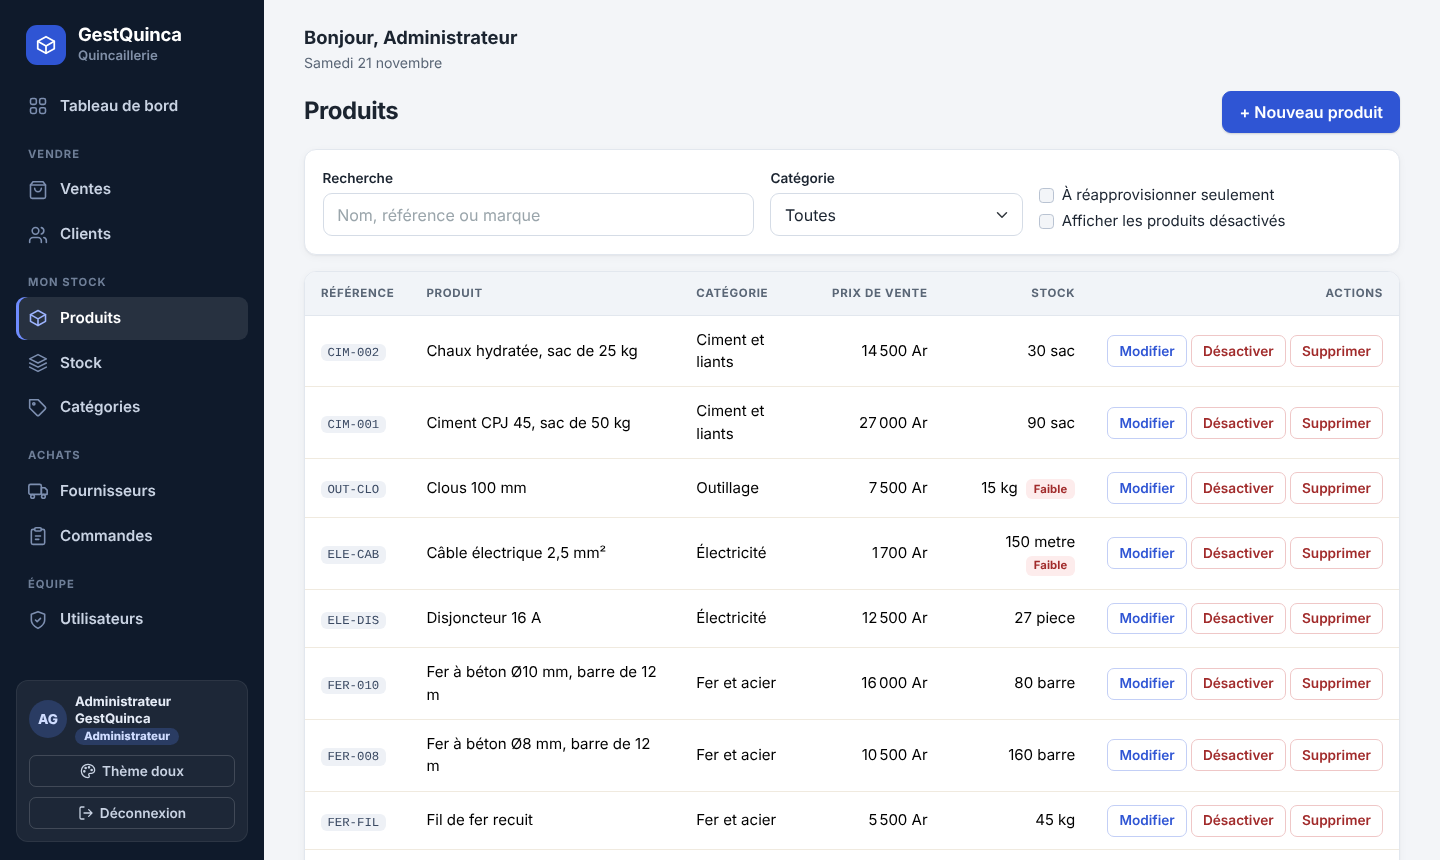 GestQuinca
Quincaillerie
Tableau de bord
VENDRE
Ventes
Clients
MON STOCK
Produits
Stock
Catégories
ACHATS
Fournisseurs
Commandes
ÉQUIPE
Utilisateurs
AG
Administrateur
GestQuinca
Administrateur
Thème doux
Déconnexion
Bonjour, Administrateur
Samedi 21 novembre
Produits
+ Nouveau produit
Recherche
Nom, référence ou marque
Catégorie
Toutes
À réapprovisionner seulement
Afficher les produits désactivés
RÉFÉRENCE PRODUIT CATÉGORIE PRIX DE VENTE STOCK ACTIONS
CIM-002 Chaux hydratée, sac de 25 kg Ciment et liants 14 500 Ar 30 sac Modifier Désactiver Supprimer
CIM-001 Ciment CPJ 45, sac de 50 kg Ciment et liants 27 000 Ar 90 sac Modifier Désactiver Supprimer
OUT-CLO Clous 100 mm Outillage 7 500 Ar 15 kg Faible Modifier Désactiver Supprimer
ELE-CAB Câble électrique 2,5 mm² Électricité 1 700 Ar 150 metre Faible Modifier Désactiver Supprimer
ELE-DIS Disjoncteur 16 A Électricité 12 500 Ar 27 piece Modifier Désactiver Supprimer
FER-010 Fer à béton Ø10 mm, barre de 12 m Fer et acier 16 000 Ar 80 barre Modifier Désactiver Supprimer
FER-008 Fer à béton Ø8 mm, barre de 12 m Fer et acier 10 500 Ar 160 barre Modifier Désactiver Supprimer
FER-FIL Fil de fer recuit Fer et acier 5 500 Ar 45 kg Modifier Désactiver Supprimer